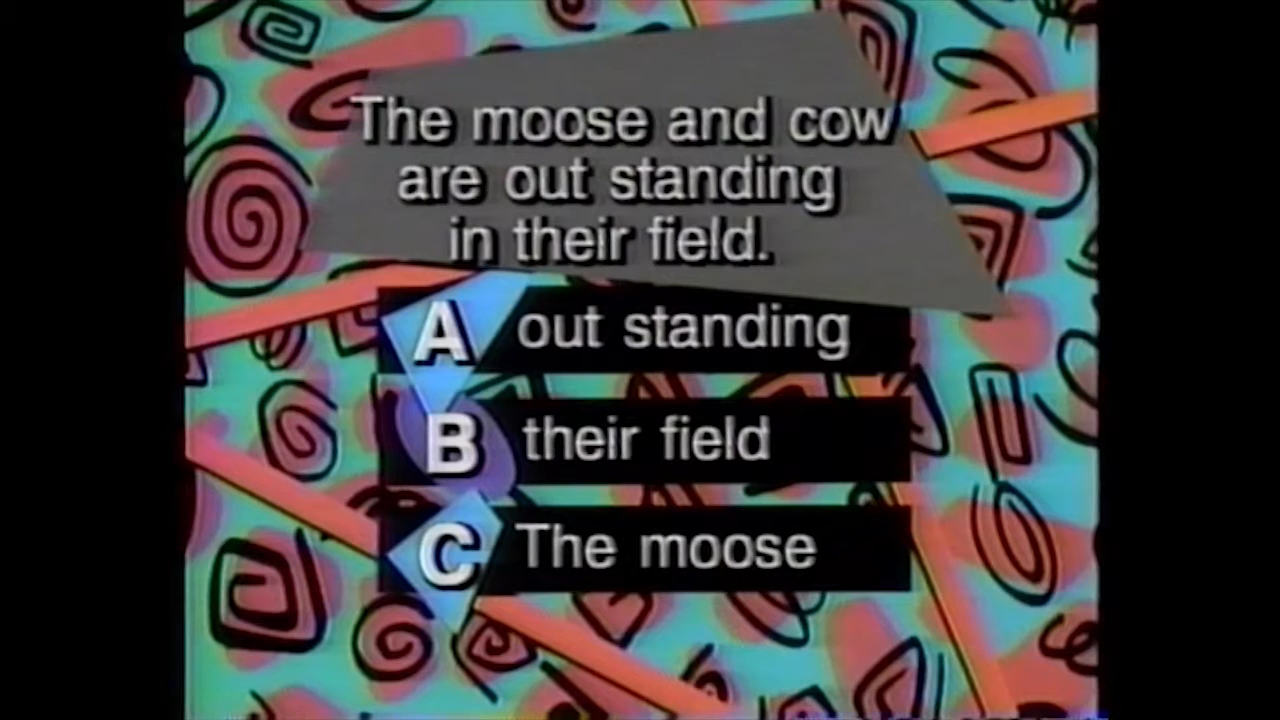 The moose and cow
are out standing
in their field.
A out standing
B their field
C The moose